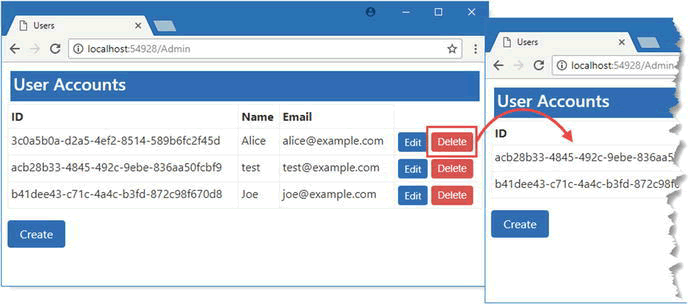 Users
localhost:54928/Admin
User Accounts
ID Name Email
3c0a5b0a-d2a5-4ef2-8514-589b6fc2f45d Alice alice@example.com Edit Delete
acb28b33-4845-492c-9ebe-836aa50fcbf9 test test@example.com Edit Delete
b41dee43-c71c-4a4c-b3fd-872c98f670d8 Joe joe@example.com Edit Delete
Create
Users
localhost:54928/Admin
User Accounts
ID
acb28b33-4845-492c-9ebe-836aa5
b41dee43-c71c-4a4c-b3fd-872c98f
Create